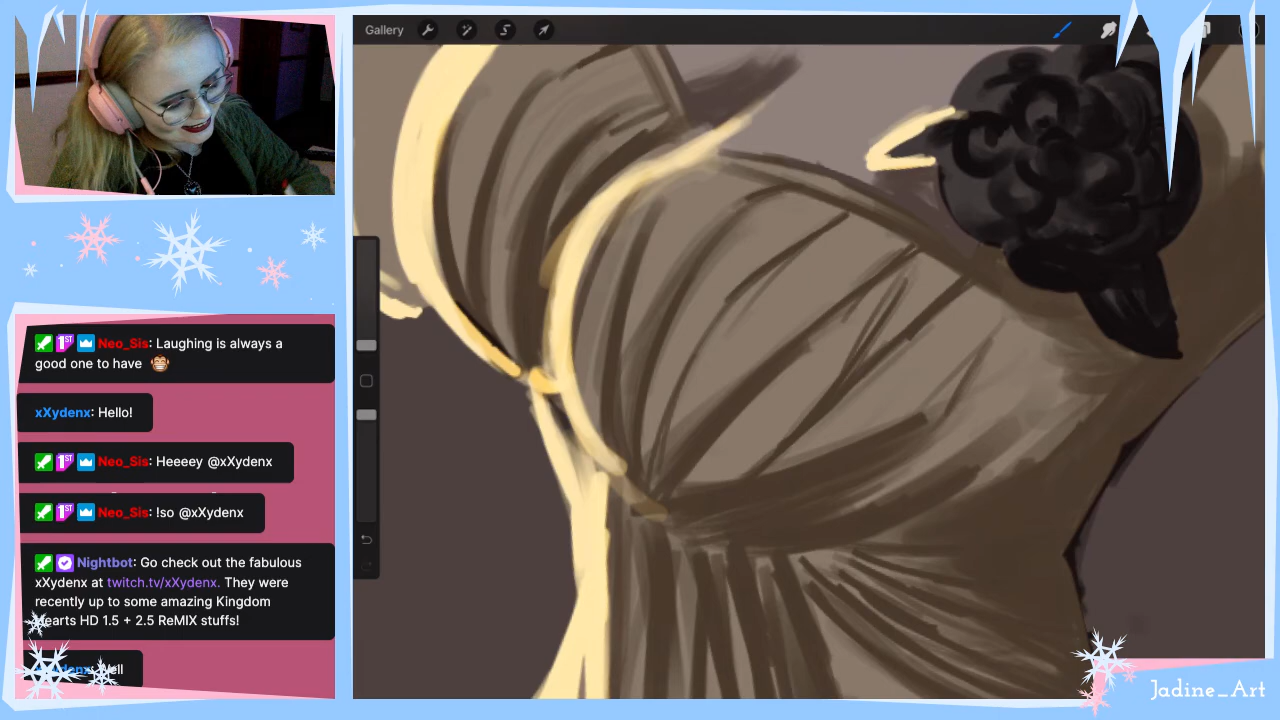 Gallery
Neo_Sis: Laughing is always a
good one to have
xXydenx: Hello!
Neo_Sis: Heeeey @xXydenx
Neo_Sis: !so @xXydenx
Nightbot: Go check out the fabulous
xXydenx at twitch.tv/xXydenx. They were
recently up to some amazing Kingdom
Hearts HD 1.5 + 2.5 ReMIX stuffs!
Jadine_Art